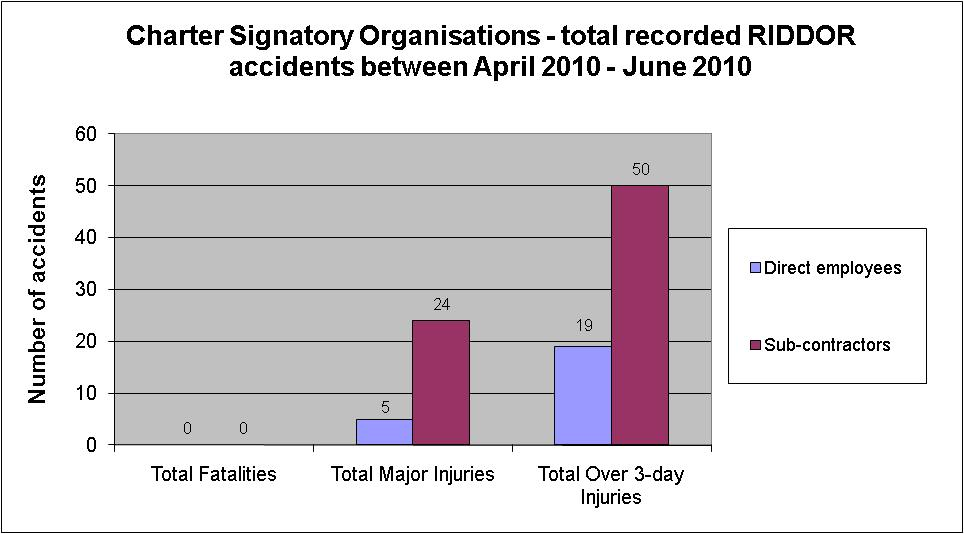 Charter Signatory Organisations - total recorded RIDDOR
accidents between April 2010 - June 2010
Number of accidents
60
50
40
30
20
10
0
0
0
5
24
19
50
Total Fatalities
Total Major Injuries
Total Over 3-day
Injuries
Direct employees
Sub-contractors